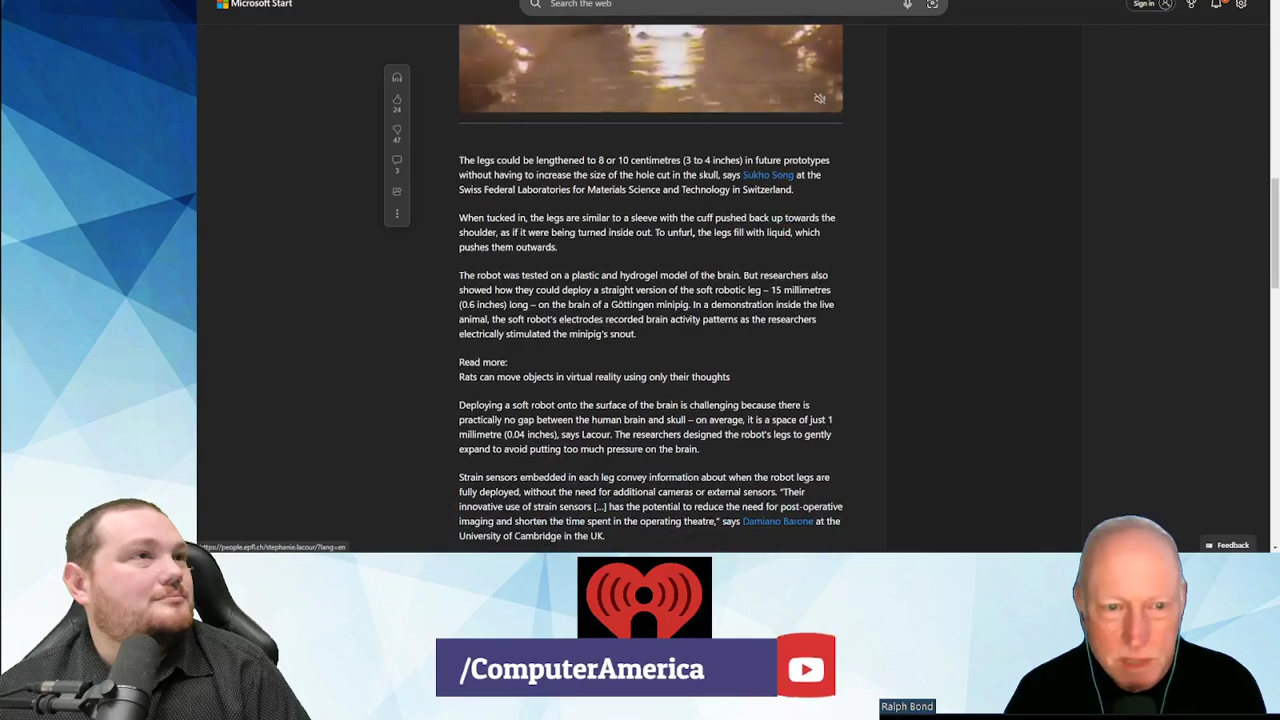 Microsoft Start
Search the web
Sign in
24
47
3
The legs could be lengthened to 8 or 10 centimetres (3 to 4 inches) in future prototypes
without having to increase the size of the hole cut in the skull, says Sukho Song at the
Swiss Federal Laboratories for Materials Science and Technology in Switzerland.
When tucked in, the legs are similar to a sleeve with the cuff pushed back up towards the
shoulder, as if it were being turned inside out. To unfurl, the legs fill with liquid, which
pushes them outwards.
The robot was tested on a plastic and hydrogel model of the brain. But researchers also
showed how they could deploy a straight version of the soft robotic leg – 15 millimetres
(0.6 inches) long – on the brain of a Göttingen minipig. In a demonstration inside the live
animal, the soft robot's electrodes recorded brain activity patterns as the researchers
electrically stimulated the minipig's snout.
Read more:
Rats can move objects in virtual reality using only their thoughts
Deploying a soft robot onto the surface of the brain is challenging because there is
practically no gap between the human brain and skull – on average, it is a space of just 1
millimetre (0.04 inches), says Lacour. The researchers designed the robot's legs to gently
expand to avoid putting too much pressure on the brain.
Strain sensors embedded in each leg convey information about when the robot legs are
fully deployed, without the need for additional cameras or external sensors. "Their
innovative use of strain sensors [...] has the potential to reduce the need for post-operative
imaging and shorten the time spent in the operating theatre," says Damiano Barone at the
University of Cambridge in the UK.
https://people.epfl.ch/stephanie.lacour/?lang=en
Feedback
/ComputerAmerica
Ralph Bond